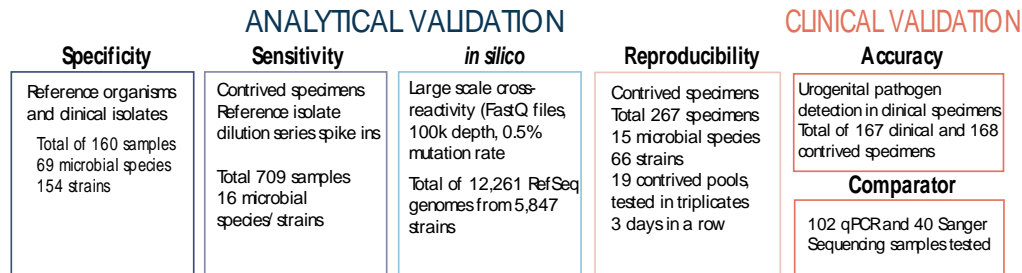 ANALYTICAL VALIDATION
CLINICAL VALIDATION
Specificity
Reference organisms
and clinical isolates
Total of 160 samples
69 microbial species
154 strains
Sensitivity
Contrived specimens
Reference isolate
dilution series spike ins
Total 709 samples
16 microbial
species/ strains
in silico
Large scale cross-
reactivity (FastQ files,
100k depth, 0.5%
mutation rate
Total of 12,261 RefSeq
genomes from 5,847
strains
Reproducibility
Contrived specimens
Total 267 specimens
15 microbial species
66 strains
19 contrived pools,
tested in triplicates
3 days in a row
Accuracy
Urogenital pathogen
detection in clinical specimens
Total of 167 clinical and 168
contrived specimens
Comparator
102 qPCR and 40 Sanger
Sequencing samples tested